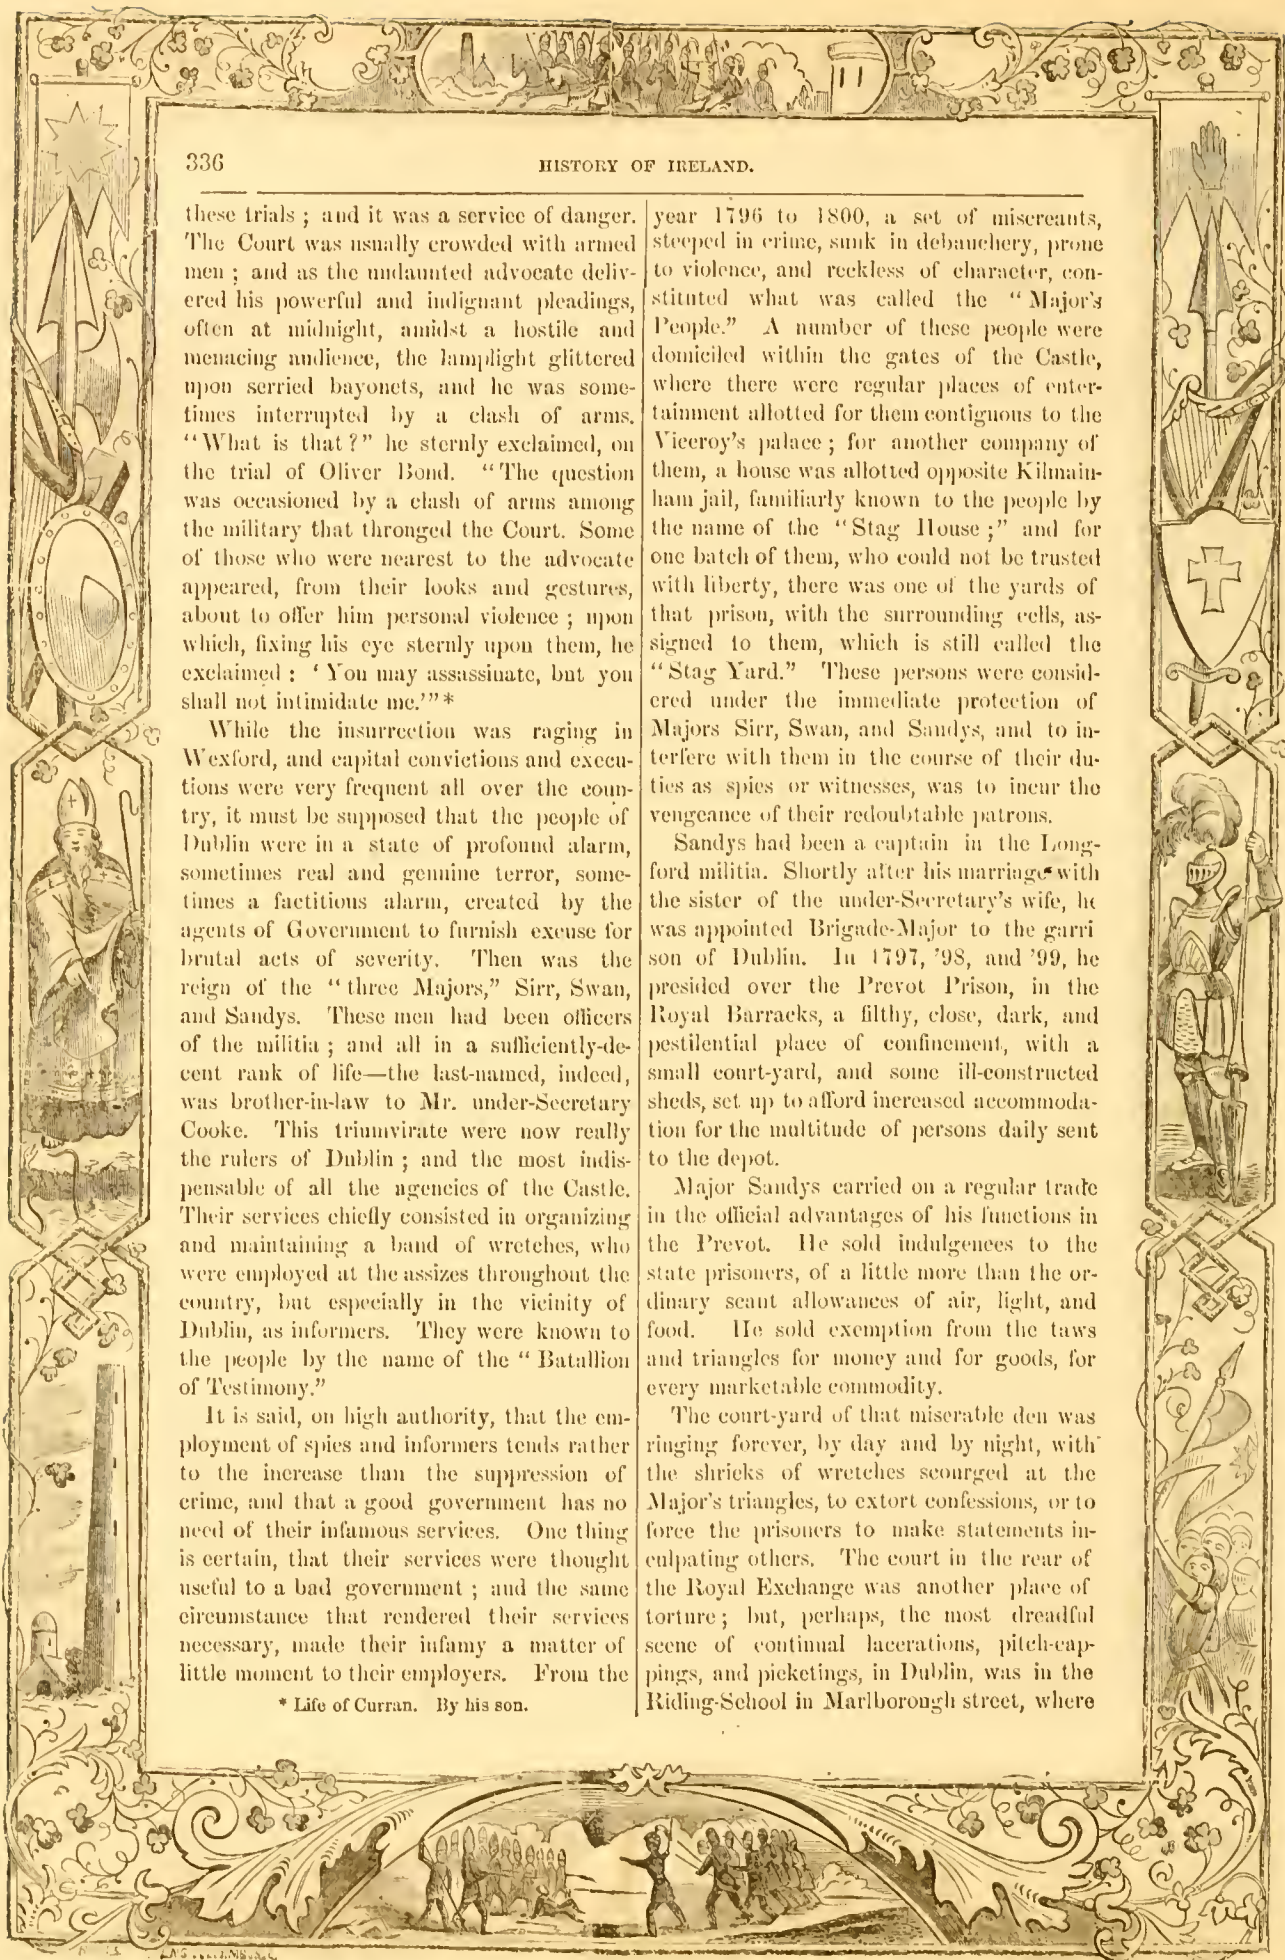 336
HISTORY OF IRELAND.
these trials ; and it was a service of danger.
The Court was usually crowded with armed
men ; and as the undaunted advocate deliv-
ered his powerful and indignant pleadings,
often at midnight, amidst a hostile and
menacing audience, the lamplight glittered
upon serried bayonets, and he was some-
times interrupted by a clash of arms.
"What is that?" he sternly exclaimed, on
the trial of Oliver Bond. "The question
was occasioned by a clash of arms among
the military that thronged the Court. Some
of those who were nearest to the advocate
appeared, from their looks and gestures,
about to offer him personal violence ; upon
which, fixing his eye sternly upon them, he
exclaimed : ' You may assassinate, but you
shall not intimidate me.'"*
While the insurrection was raging in
Wexford, and capital convictions and execu-
tions were very frequent all over the coun-
try, it must be supposed that the people of
Dublin were in a state of profound alarm,
sometimes real and genuine terror, some-
times a factitious alarm, created by the
agents of Government to furnish excuse for
brutal acts of severity. Then was the
reign of the "three Majors," Sirr, Swan,
and Sandys. These men had been officers
of the militia ; and all in a sufficiently-de-
cent rank of life—the last-named, indeed,
was brother-in-law to Mr. under-Secretary
Cooke. This triumvirate were now really
the rulers of Dublin ; and the most indis-
pensable of all the agencies of the Castle.
Their services chiefly consisted in organizing
and maintaining a band of wretches, who
were employed at the assizes throughout the
country, but especially in the vicinity of
Dublin, as informers. They were known to
the people by the name of the " Batallion
of Testimony."
It is said, on high authority, that the em-
ployment of spies and informers tends rather
to the increase than the suppression of
crime, and that a good government has no
need of their infamous services. One thing
is certain, that their services were thought
useful to a bad government ; and the same
circumstance that rendered their services
necessary, made their infamy a matter of
little moment to their employers. From the
* Life of Curran. By his son.
year 1796 to 1800, a set of miscreants,
steeped in crime, sunk in debauchery, prone
to violence, and reckless of character, con-
stituted what was called the " Major's
People." A number of these people were
domiciled within the gates of the Castle,
where there were regular places of enter-
tainment allotted for them contiguous to the
Viceroy's palace ; for another company of
them, a house was allotted opposite Kilmain-
ham jail, familiarly known to the people by
the name of the "Stag House ;" and for
one batch of them, who could not be trusted
with liberty, there was one of the yards of
that prison, with the surrounding cells, as-
signed to them, which is still called the
"Stag Yard." These persons were consid-
ered under the immediate protection of
Majors Sirr, Swan, and Sandys, and to in-
terfere with them in the course of their du-
ties as spies or witnesses, was to incur the
vengeance of their redoubtable patrons.
Sandys had been a captain in the Long-
ford militia. Shortly after his marriage with
the sister of the under-Secretary's wife, he
was appointed Brigade-Major to the garri
son of Dublin. In 1797, '98, and '99, he
presided over the Prevot Prison, in the
Royal Barracks, a filthy, close, dark, and
pestilential place of confinement, with a
small court-yard, and some ill-constructed
sheds, set up to afford increased accommoda-
tion for the multitude of persons daily sent
to the depot.
Major Sandys carried on a regular trade
in the official advantages of his functions in
the Prevot. He sold indulgences to the
state prisoners, of a little more than the or-
dinary scant allowances of air, light, and
food. He sold exemption from the taws
and triangles for money and for goods, for
every marketable commodity.
The court-yard of that miserable den was
ringing forever, by day and by night, with
the shrieks of wretches scourged at the
Major's triangles, to extort confessions, or to
force the prisoners to make statements in-
culpating others. The court in the rear of
the Royal Exchange was another place of
torture ; but, perhaps, the most dreadful
scene of continual lacerations, pitch-cap-
pings, and picketings, in Dublin, was in the
Riding-School in Marlborough street, where